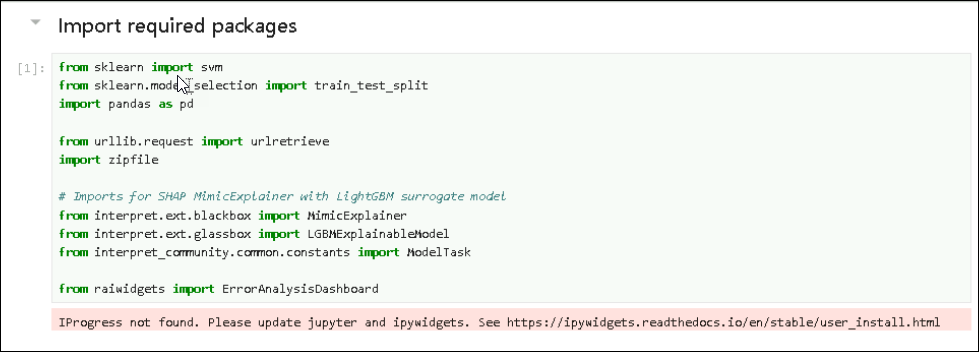 Import required packages
[1]:
from sklearn import svm
from sklearn.model_selection import train_test_split
import pandas as pd
from urllib.request import urlretrieve
import zipfile
# Imports for SHAP MimicExplainer with LightGBM surrogate model
from interpret.ext.blackbox import MimicExplainer
from interpret.ext.glassbox import LGBMExplainableModel
from interpret_community.common.constants import ModelTask
from raiwidgets import ErrorAnalysisDashboard
IProgress not found. Please update jupyter and ipywidgets. See https://ipywidgets.readthedocs.io/en/stable/user_install.html